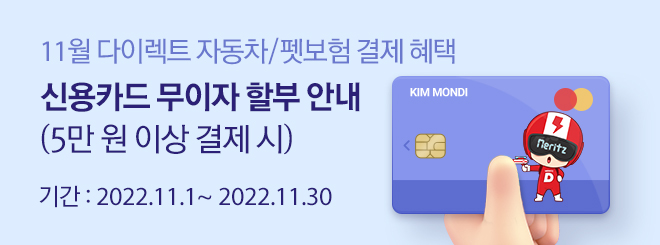 11월 다이렉트 자동차/펫보험 결제 혜택
신용카드 무이자 할부 안내
(5만 원 이상 결제 시)
기간 : 2022.11.1~ 2022.11.30
KIM MONDI
meritz
D